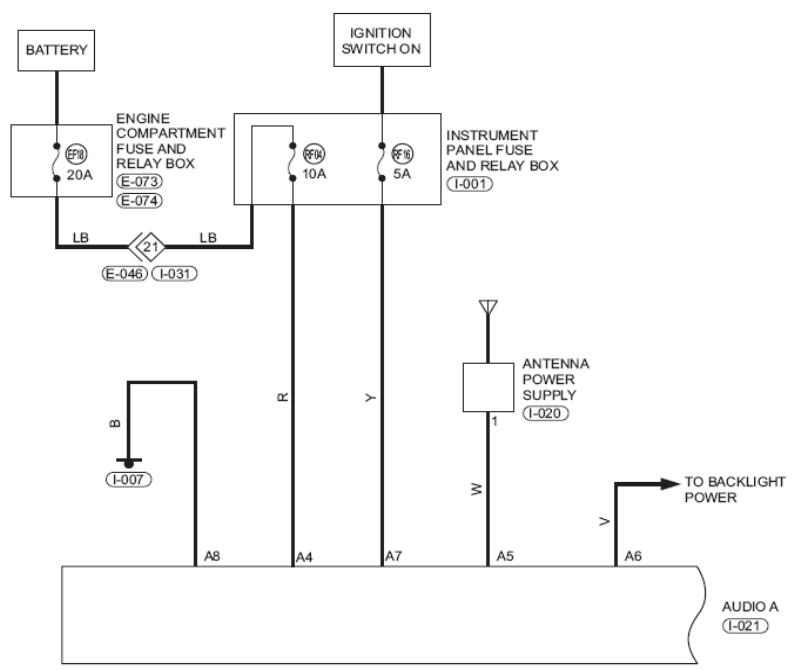 BATTERY
IGNITION
SWITCH ON
ENGINE
COMPARTMENT
FUSE AND
RELAY BOX
E-073
E-074
EF18
20A
RF04
10A
RF16
5A
INSTRUMENT
PANEL FUSE
AND RELAY BOX
I-001
LB
21
LB
E-046
I-031
ANTENNA
POWER
SUPPLY
I-020
1
B
R
Y
W
V
I-007
TO BACKLIGHT
POWER
A8
A4
A7
A5
A6
AUDIO A
I-021